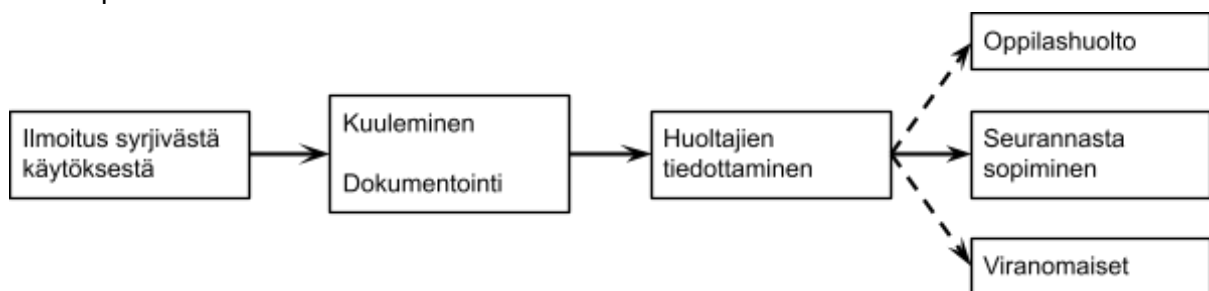 Ilmoitus syrjivästä
käytöksestä
Kuuleminen
Dokumentointi
Huoltajien
tiedottaminen
Oppilashuolto
Seurannasta
sopiminen
Viranomaiset